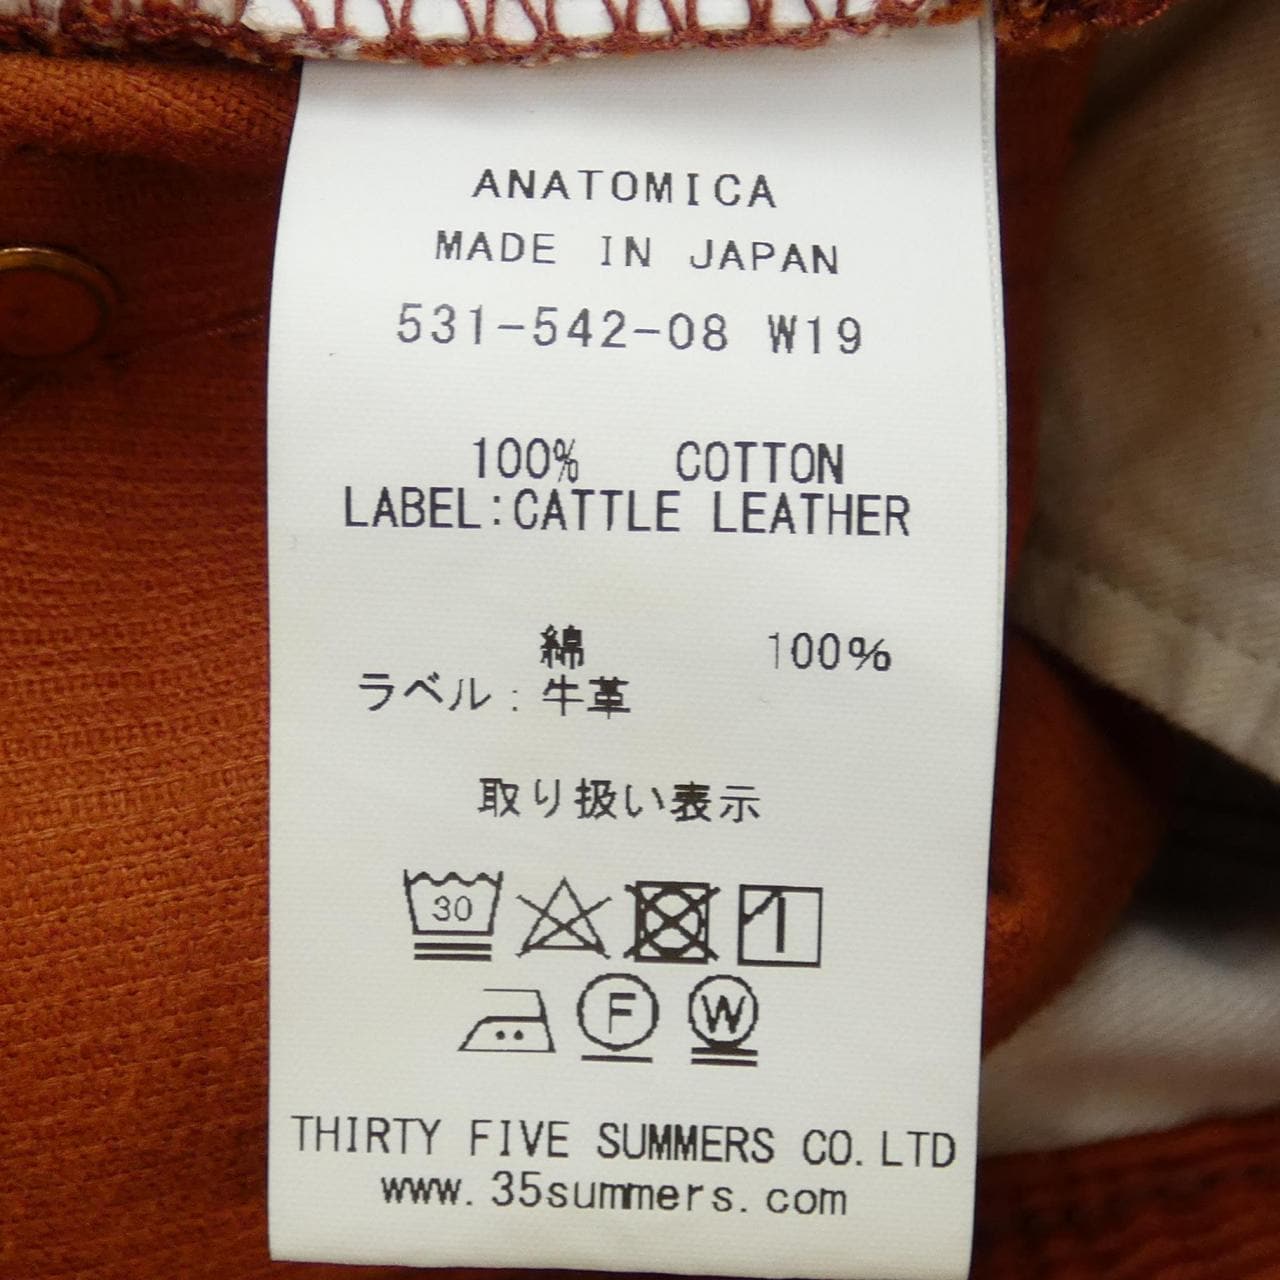 ANATOMICA
MADE IN JAPAN
531-542-08 W19
100% COTTON
LABEL:CATTLE LEATHER
綿 100%
ラベル:牛革
取り扱い表示
30
F W
THIRTY FIVE SUMMERS CO.LTD
www.35summers.com